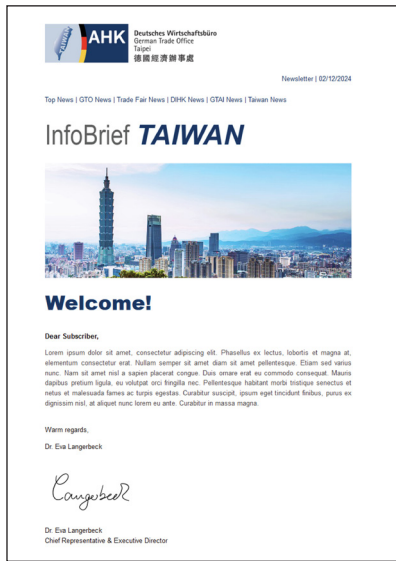 TAIWAN
AHK
Deutsches Wirtschaftsbüro
German Trade Office
Taipei
德國經濟辦事處
Newsletter | 02/12/2024
Top News | GTO News | Trade Fair News | DIHK News | GTAI News | Taiwan News
InfoBrief TAIWAN
Welcome!
Dear Subscriber,
Lorem ipsum dolor sit amet, consectetur adipiscing elit. Phasellus ex lectus, lobortis et magna at,
elementum consectetur erat. Nullam semper sit amet diam sit amet pellentesque. Etiam sed varius
nunc. Nam sit amet nisl a sapien placerat congue. Duis ornare erat eu commodo consequat. Mauris
dapibus pretium ligula, eu volutpat orci fringilla nec. Pellentesque habitant morbi tristique senectus et
netus et malesuada fames ac turpis egestas. Curabitur suscipit, ipsum eget tincidunt finibus, purus ex
dignissim nisl, at aliquet nunc lorem eu ante. Curabitur in massa magna.
Warm regards,
Dr. Eva Langerbeck
Langerbeck
Dr. Eva Langerbeck
Chief Representative & Executive Director